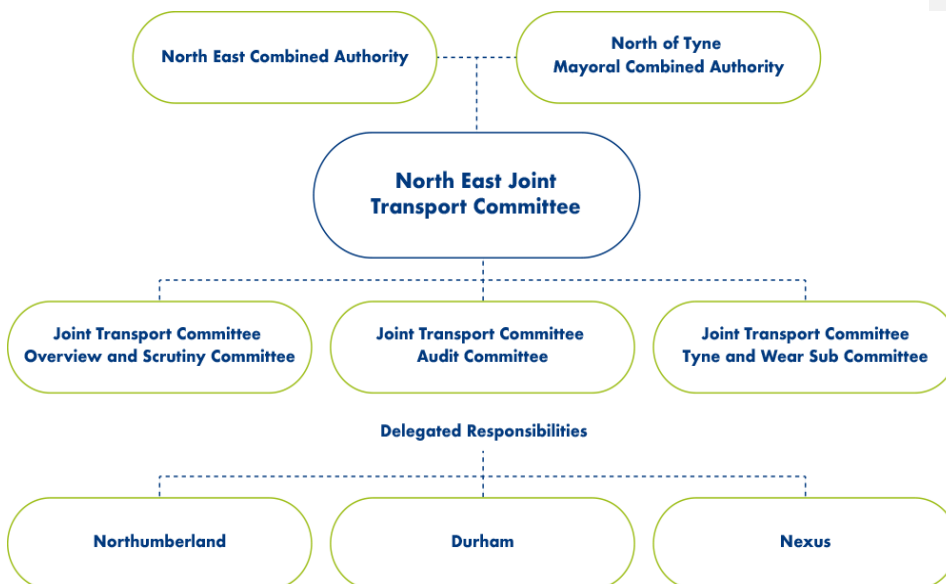 North East Combined Authority
North of Tyne
Mayoral Combined Authority
North East Joint
Transport Committee
Joint Transport Committee
Overview and Scrutiny Committee
Joint Transport Committee
Audit Committee
Joint Transport Committee
Tyne and Wear Sub Committee
Delegated Responsibilities
Northumberland
Durham
Nexus